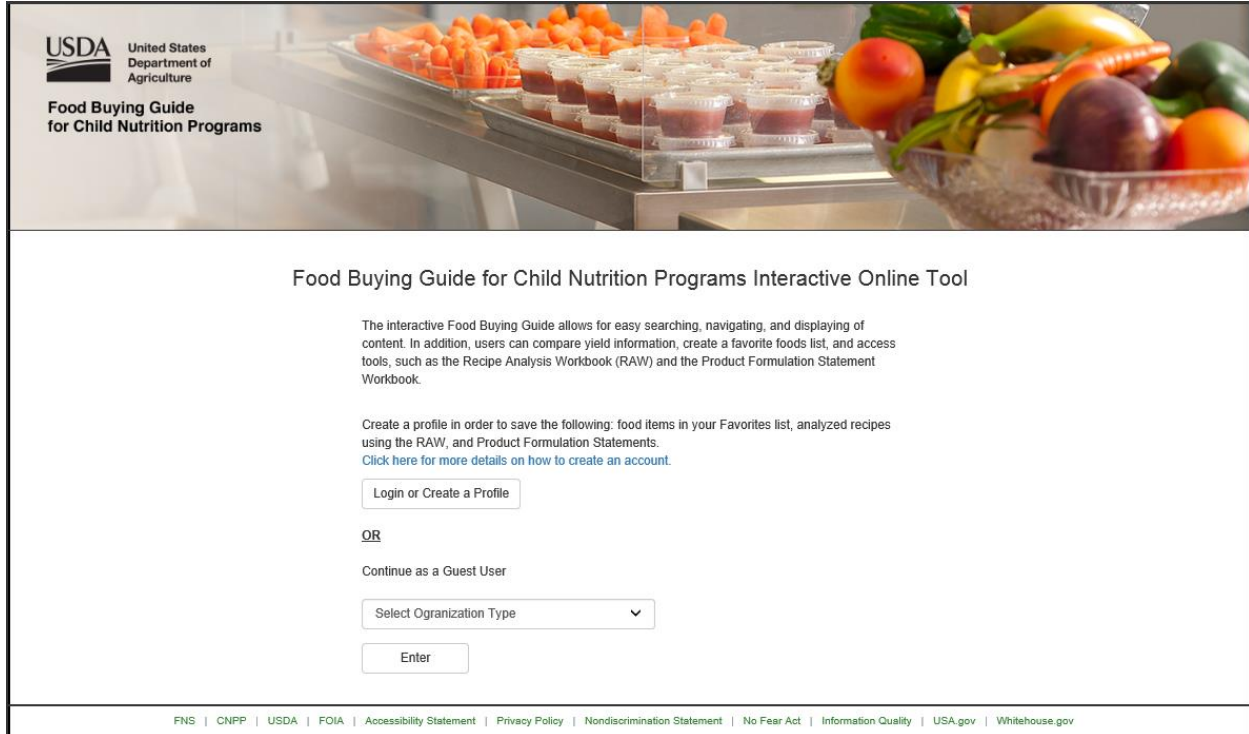 USDA
United States
Department of
Agriculture
Food Buying Guide
for Child Nutrition Programs
Food Buying Guide for Child Nutrition Programs Interactive Online Tool
The interactive Food Buying Guide allows for easy searching, navigating, and displaying of
content. In addition, users can compare yield information, create a favorite foods list, and access
tools, such as the Recipe Analysis Workbook (RAW) and the Product Formulation Statement
Workbook.
Create a profile in order to save the following: food items in your Favorites list, analyzed recipes
using the RAW, and Product Formulation Statements.
Click here for more details on how to create an account.
Login or Create a Profile
OR
Continue as a Guest User
Select Ogranization Type
Enter
FNS | CNPP | USDA | FOIA | Accessibility Statement | Privacy Policy | Nondiscrimination Statement | No Fear Act | Information Quality | USA.gov | Whitehouse.gov